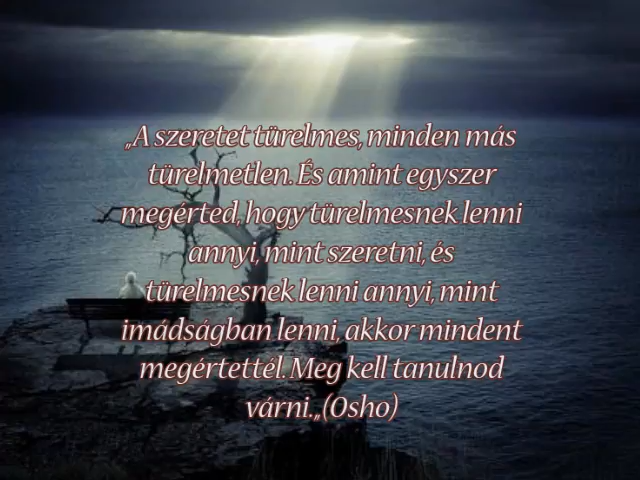 „A szeretet türelmes, minden más
türelmetlen. És amint egyszer
megérted, hogy türelmesnek lenni
annyi, mint szeretni, és
türelmesnek lenni annyi, mint
imádságban lenni, akkor mindent
megértettél. Meg kell tanulnod
várni.„(Osho)